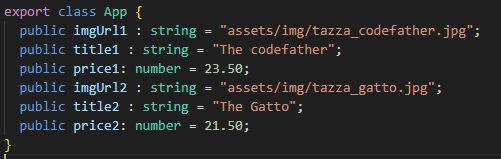 export class App {
  public imgUrl1 : string = "assets/img/tazza_codefather.jpg";
  public title1 : string = "The codefather";
  public price1: number = 23.50;
  public imgUrl2 : string = "assets/img/tazza_gatto.jpg";
  public title2 : string = "The Gatto";
  public price2: number = 21.50;
}